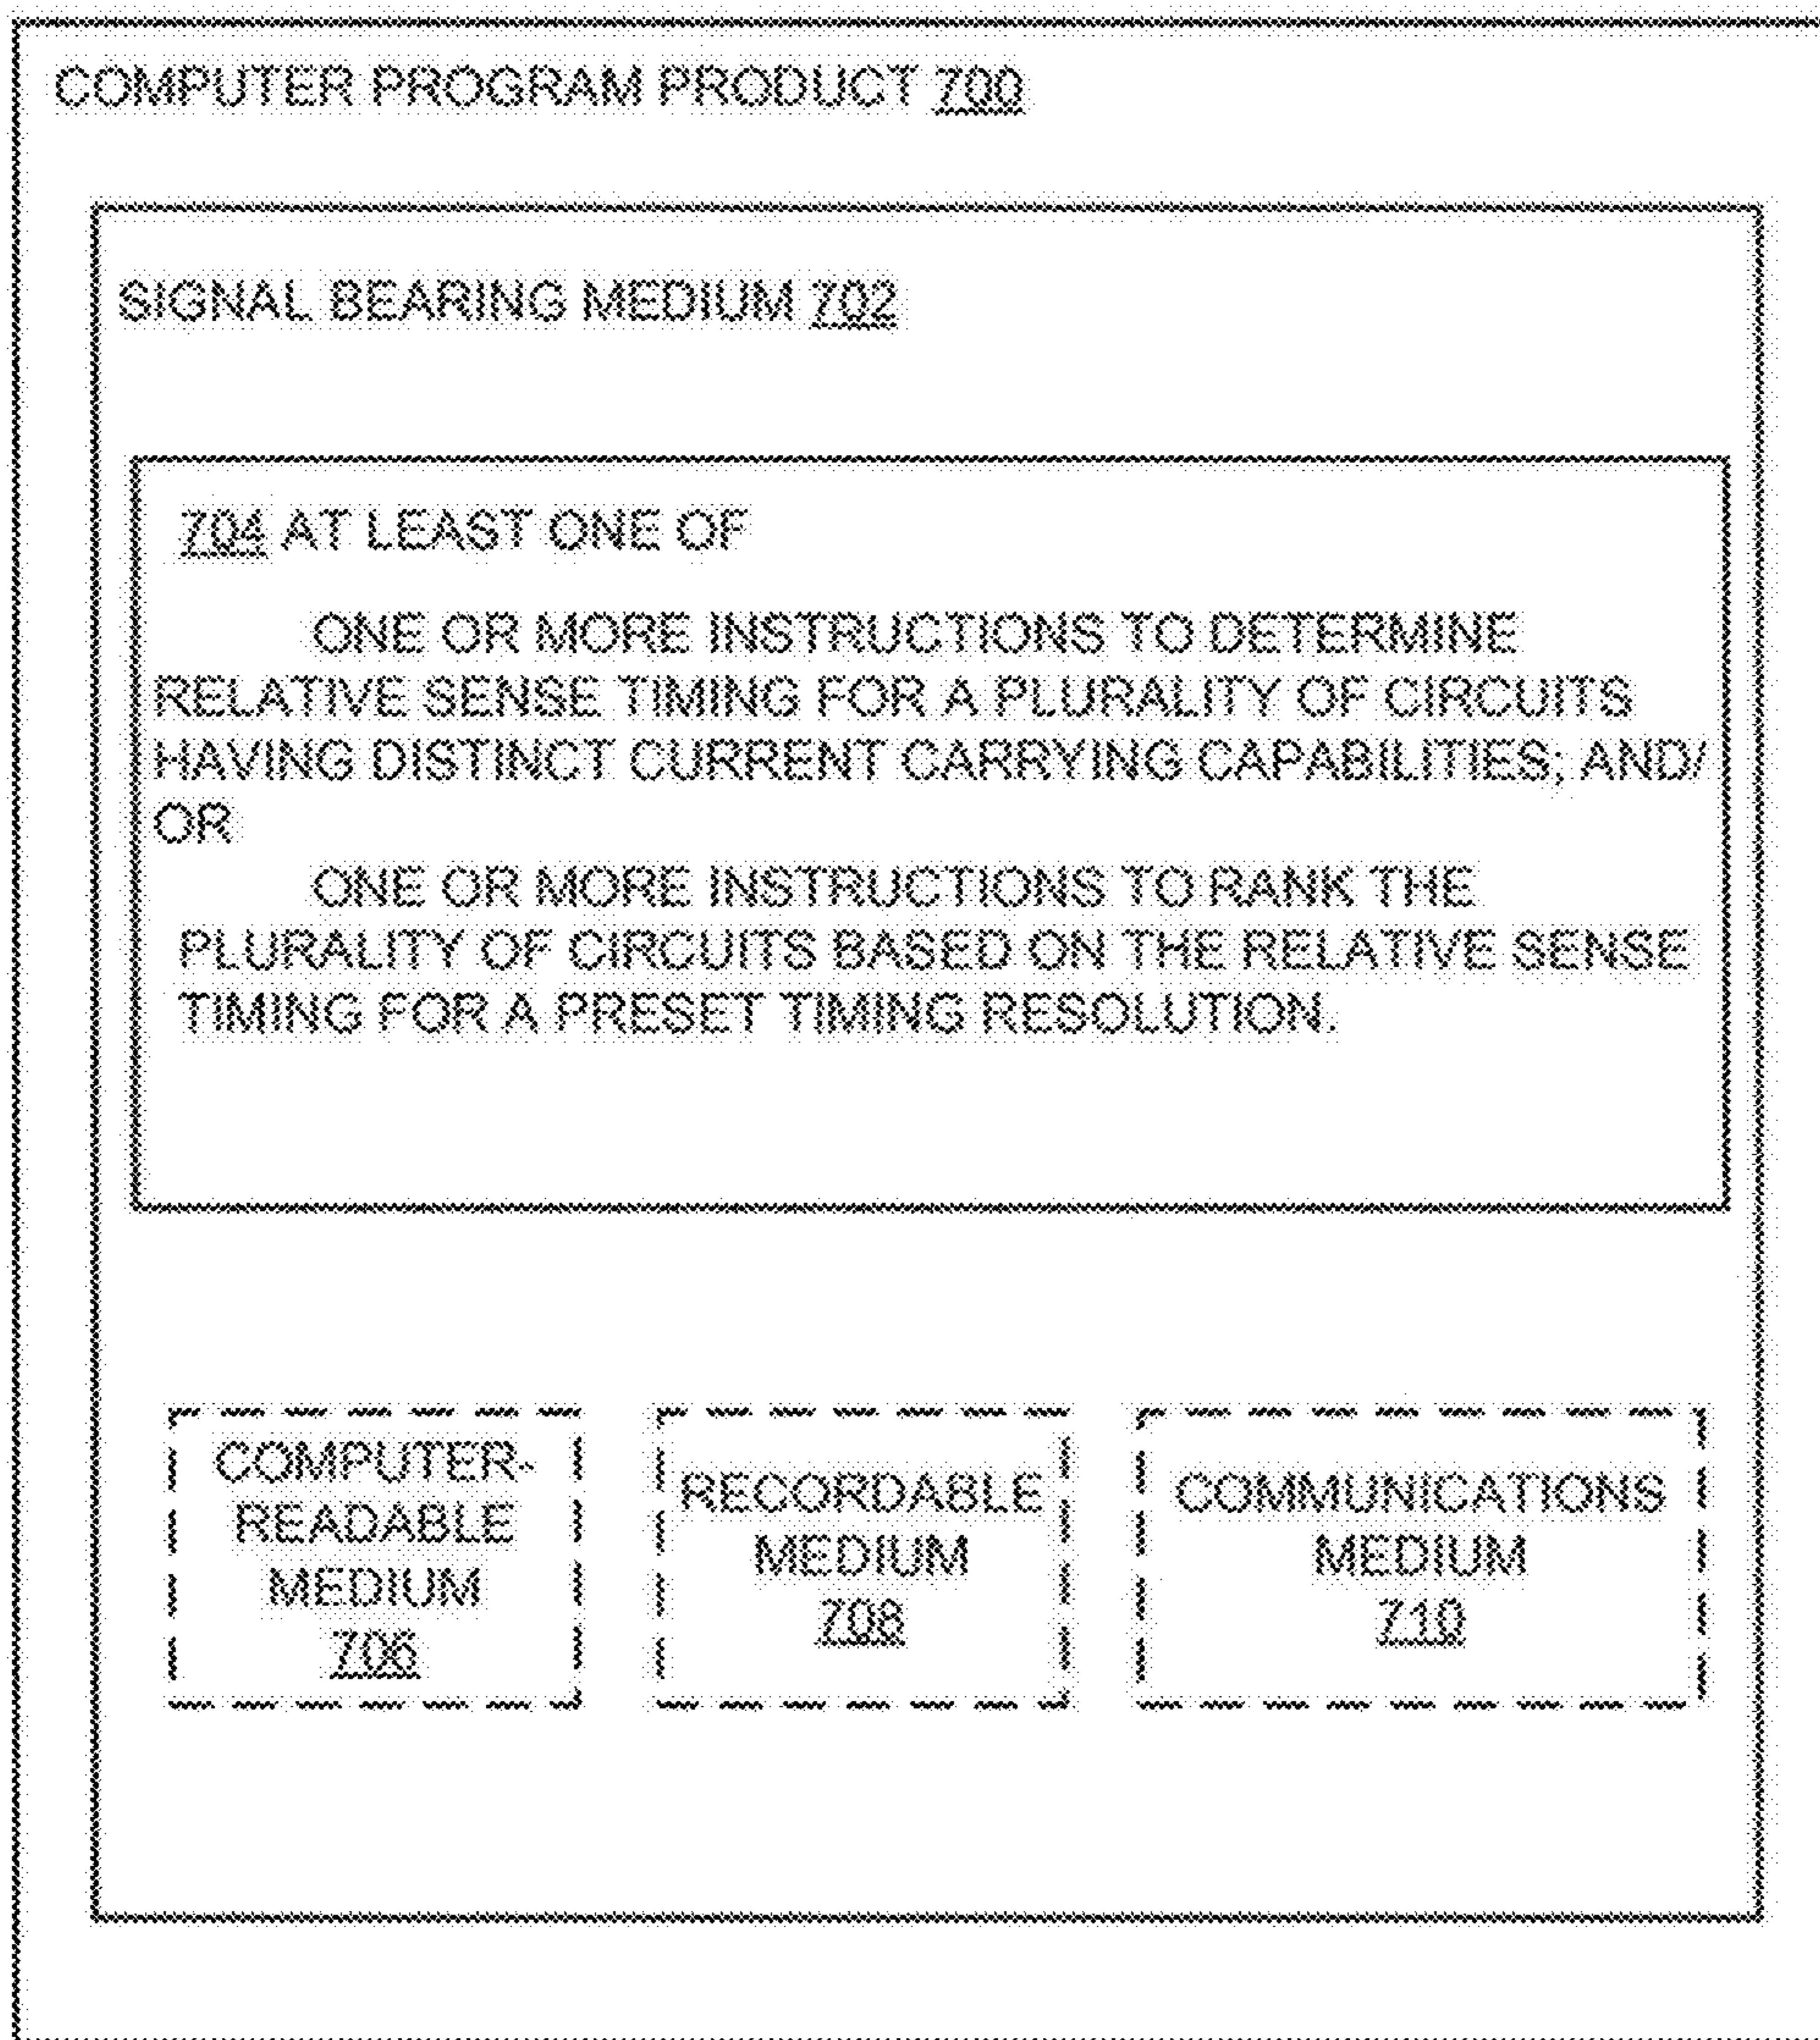 COMPUTER PROGRAM PRODUCT 700
SIGNAL BEARING MEDIUM 702
704 AT LEAST ONE OF
ONE OR MORE INSTRUCTIONS TO DETERMINE
RELATIVE SENSE TIMING FOR A PLURALITY OF CIRCUITS
HAVING DISTINCT CURRENT CARRYING CAPABILITIES; AND/
OR
ONE OR MORE INSTRUCTIONS TO RANK THE
PLURALITY OF CIRCUITS BASED ON THE RELATIVE SENSE
TIMING FOR A PRESET TIMING RESOLUTION.
COMPUTER-
READABLE
MEDIUM
706
RECORDABLE
MEDIUM
708
COMMUNICATIONS
MEDIUM
710